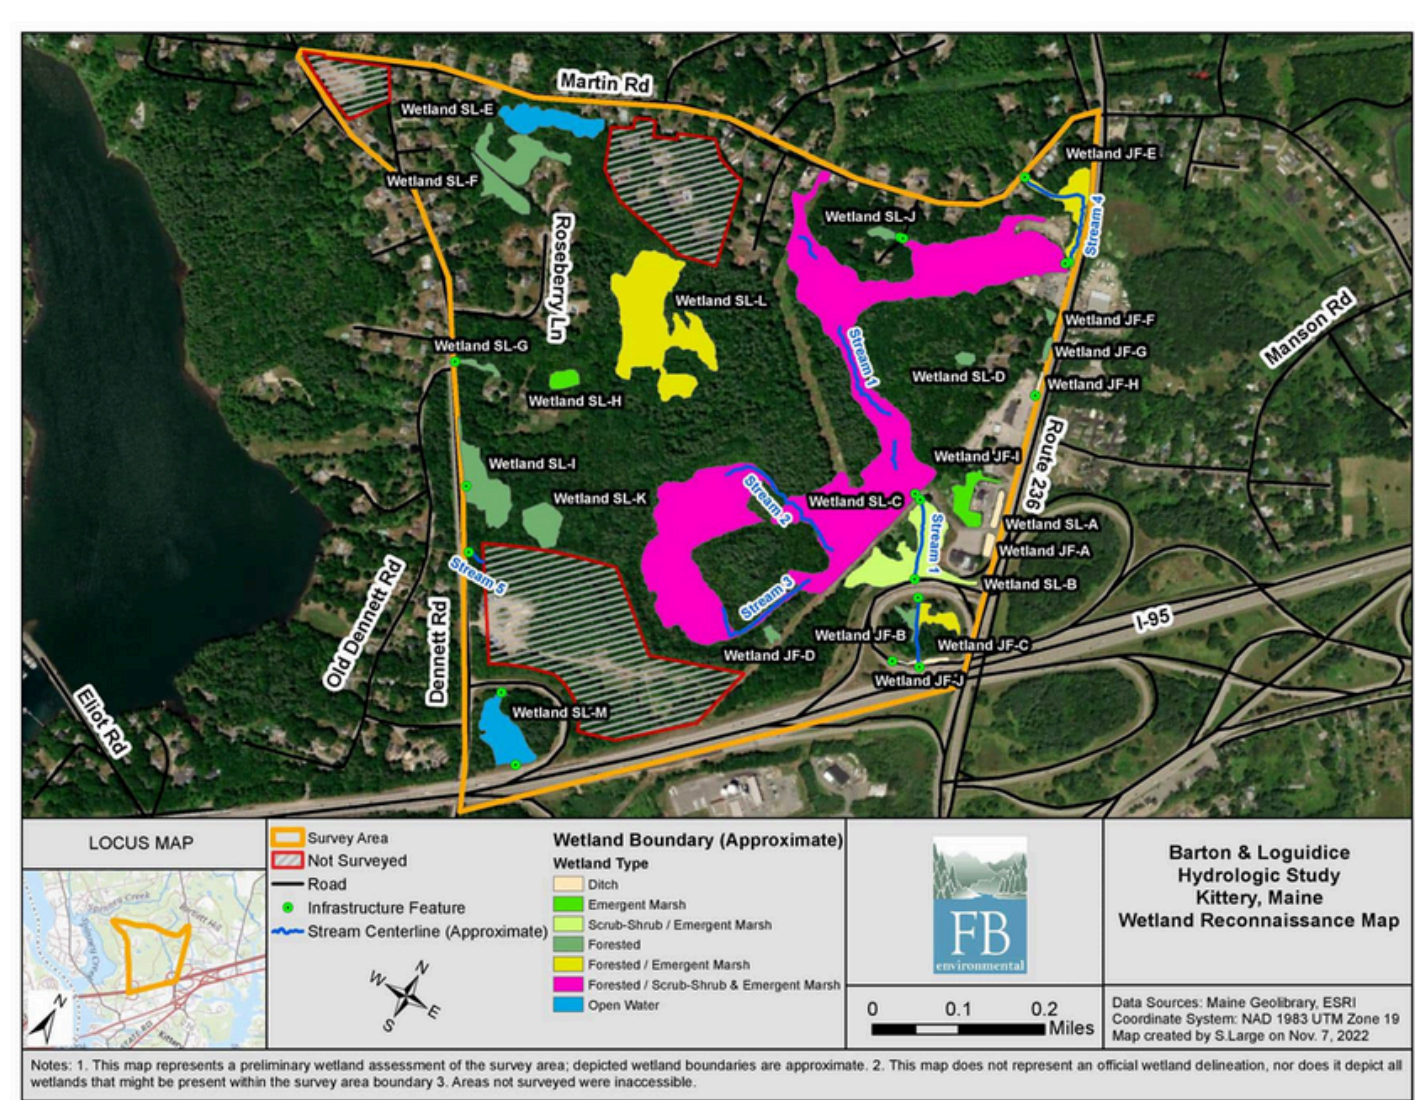 Martin Rd
Wetland SL-E
Wetland JF-E
Wetland SL-F
Wetland SL-J
Stream 4
Roseberry Ln
Wetland SL-L
Manson Rd
Wetland JF-F
Wetland SL-G
Stream 1
Wetland JF-G
Wetland SL-D
Wetland JF-H
Wetland SL-H
Route 236
Wetland SL-I
Wetland JF-I
Wetland SL-K
Stream 2
Wetland SL-C
Wetland SL-A
Stream 1
Wetland JF-A
Stream 5
Wetland SL-B
Stream 3
Old Dennett Rd
Dennett Rd
I-95
Wetland JF-B
Wetland JF-C
Wetland JF-D
Wetland JF-J
Eliot Rd
Wetland SL-M
LOCUS MAP
Spinney Creek
Spinney Creek
Bartlett Hill
STATE RD
Kittery
N
Survey Area
Not Surveyed
Road
Infrastructure Feature
Stream Centerline (Approximate)
N
W
E
S
Wetland Boundary (Approximate)
Wetland Type
Ditch
Emergent Marsh
Scrub-Shrub / Emergent Marsh
Forested
Forested / Emergent Marsh
Forested / Scrub-Shrub & Emergent Marsh
Open Water
FB
environmental
0 0.1 0.2
Miles
Barton & Loguidice
Hydrologic Study
Kittery, Maine
Wetland Reconnaissance Map
Data Sources: Maine Geolibrary, ESRI
Coordinate System: NAD 1983 UTM Zone 19
Map created by S.Large on Nov. 7, 2022
Notes: 1. This map represents a preliminary wetland assessment of the survey area; depicted wetland boundaries are approximate. 2. This map does not represent an official wetland delineation, nor does it depict all
wetlands that might be present within the survey area boundary 3. Areas not surveyed were inaccessible.